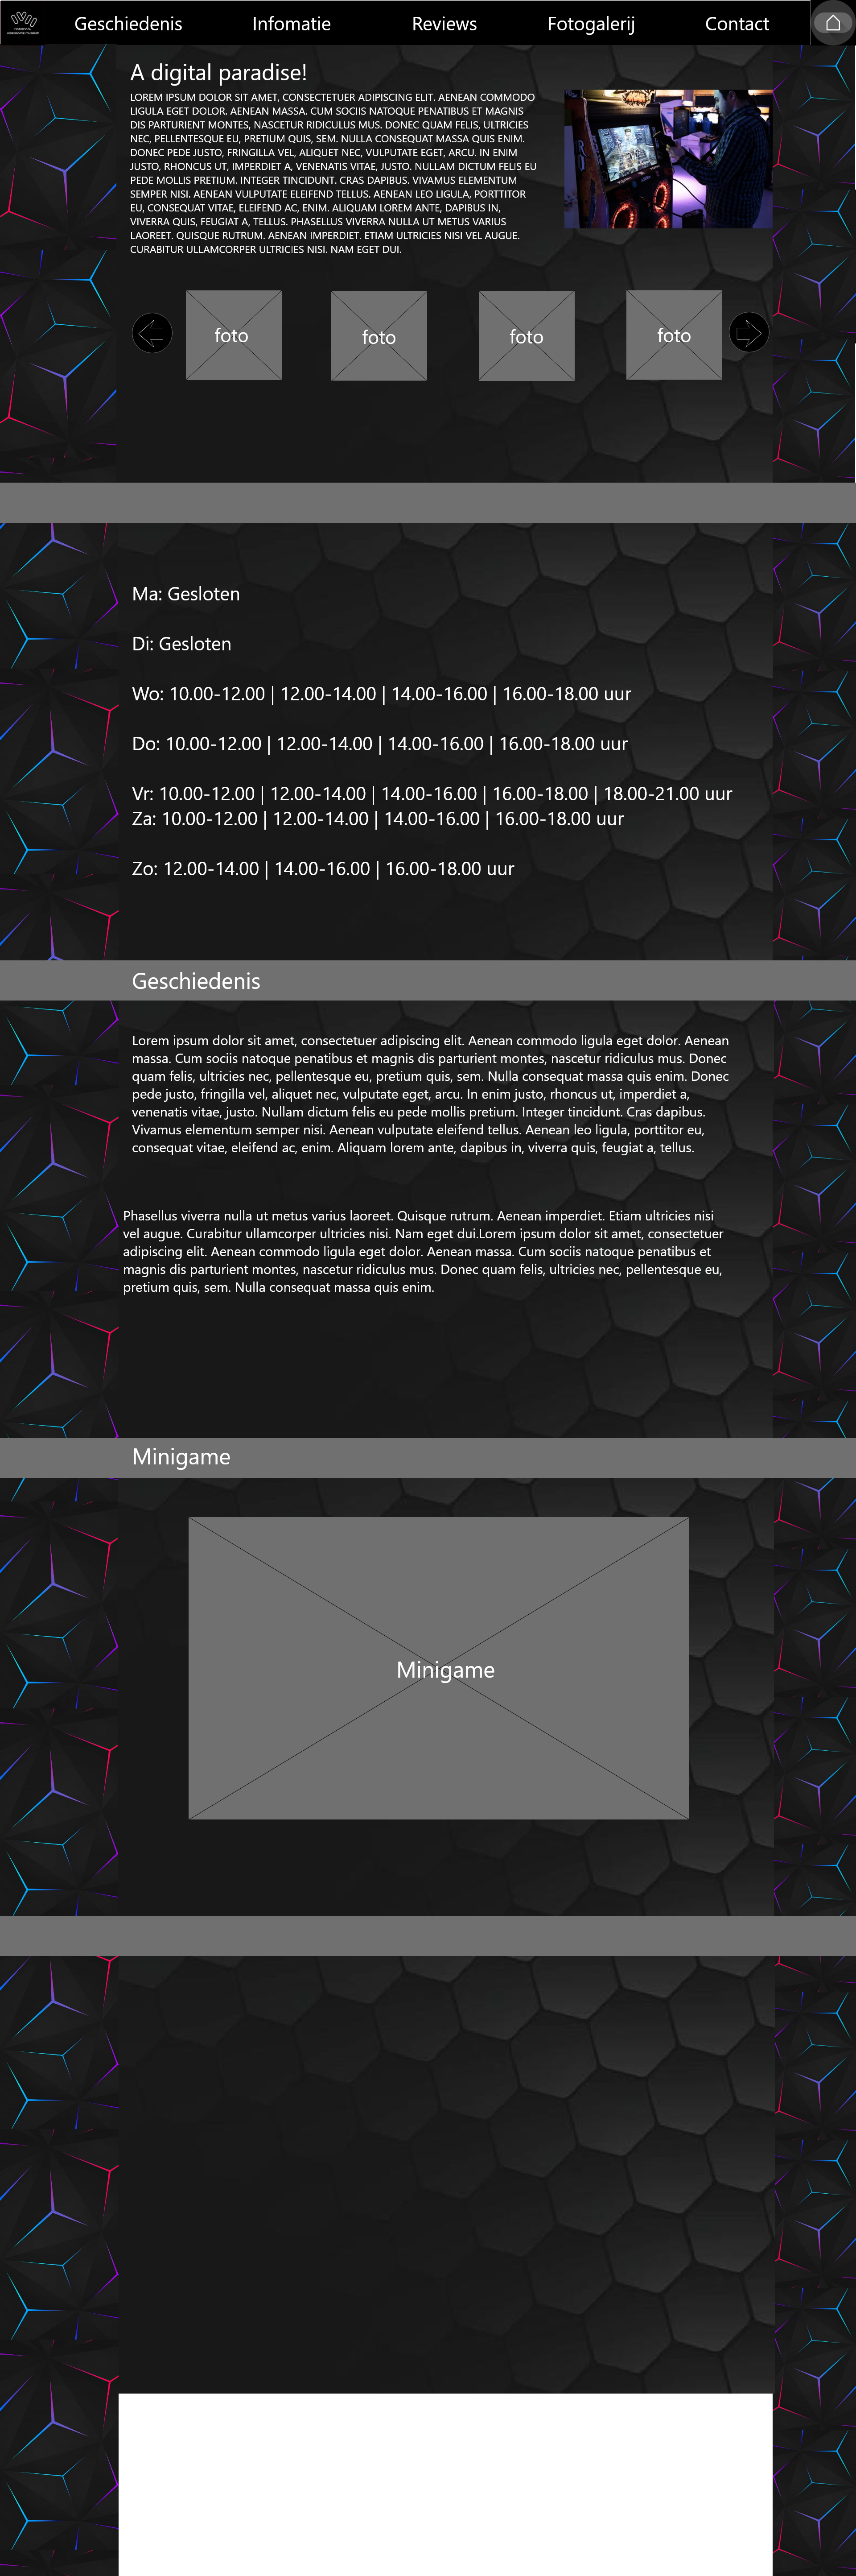 Geschiedenis Infomatie Reviews Fotogalerij Contact
A digital paradise!
LOREM IPSUM DOLOR SIT AMET, CONSECTETUER ADIPISCING ELIT. AENEAN COMMODO
LIGULA EGET DOLOR. AENEAN MASSA. CUM SOCIIS NATOQUE PENATIBUS ET MAGNIS
DIS PARTURIENT MONTES, NASCETUR RIDICULUS MUS. DONEC QUAM FELIS, ULTRICIES
NEC, PELLENTESQUE EU, PRETIUM QUIS, SEM. NULLA CONSEQUAT MASSA QUIS ENIM.
DONEC PEDE JUSTO, FRINGILLA VEL, ALIQUET NEC, VULPUTATE EGET, ARCU. IN ENIM
JUSTO, RHONCUS UT, IMPERDIET A, VENENATIS VITAE, JUSTO. NULLAM DICTUM FELIS EU
PEDE MOLLIS PRETIUM. INTEGER TINCIDUNT. CRAS DAPIBUS. VIVAMUS ELEMENTUM
SEMPER NISI. AENEAN VULPUTATE ELEIFEND TELLUS. AENEAN LEO LIGULA, PORTTITOR
EU, CONSEQUAT VITAE, ELEIFEND AC, ENIM. ALIQUAM LOREM ANTE, DAPIBUS IN,
VIVERRA QUIS, FEUGIAT A, TELLUS. PHASELLUS VIVERRA NULLA UT METUS VARIUS
LAOREET. QUISQUE RUTRUM. AENEAN IMPERDIET. ETIAM ULTRICIES NISI VEL AUGUE.
CURABITUR ULLAMCORPER ULTRICIES NISI. NAM EGET DUI.
foto foto foto foto
Ma: Gesloten
Di: Gesloten
Wo: 10.00-12.00 | 12.00-14.00 | 14.00-16.00 | 16.00-18.00 uur
Do: 10.00-12.00 | 12.00-14.00 | 14.00-16.00 | 16.00-18.00 uur
Vr: 10.00-12.00 | 12.00-14.00 | 14.00-16.00 | 16.00-18.00 | 18.00-21.00 uur
Za: 10.00-12.00 | 12.00-14.00 | 14.00-16.00 | 16.00-18.00 uur
Zo: 12.00-14.00 | 14.00-16.00 | 16.00-18.00 uur
Geschiedenis
Lorem ipsum dolor sit amet, consectetuer adipiscing elit. Aenean commodo ligula eget dolor. Aenean
massa. Cum sociis natoque penatibus et magnis dis parturient montes, nascetur ridiculus mus. Donec
quam felis, ultricies nec, pellentesque eu, pretium quis, sem. Nulla consequat massa quis enim. Donec
pede justo, fringilla vel, aliquet nec, vulputate eget, arcu. In enim justo, rhoncus ut, imperdiet a,
venenatis vitae, justo. Nullam dictum felis eu pede mollis pretium. Integer tincidunt. Cras dapibus.
Vivamus elementum semper nisi. Aenean vulputate eleifend tellus. Aenean leo ligula, porttitor eu,
consequat vitae, eleifend ac, enim. Aliquam lorem ante, dapibus in, viverra quis, feugiat a, tellus.
Phasellus viverra nulla ut metus varius laoreet. Quisque rutrum. Aenean imperdiet. Etiam ultricies nisi
vel augue. Curabitur ullamcorper ultricies nisi. Nam eget dui.Lorem ipsum dolor sit amet, consectetuer
adipiscing elit. Aenean commodo ligula eget dolor. Aenean massa. Cum sociis natoque penatibus et
magnis dis parturient montes, nascetur ridiculus mus. Donec quam felis, ultricies nec, pellentesque eu,
pretium quis, sem. Nulla consequat massa quis enim.
Minigame
Minigame